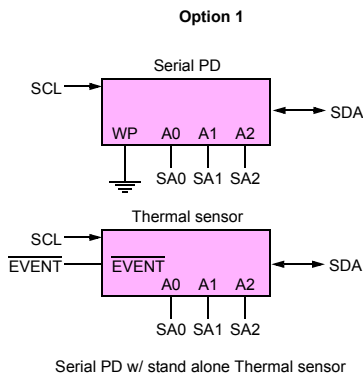 Option 1
Serial PD
SCL
SDA
WP A0 A1 A2
SA0 SA1 SA2
Thermal sensor
SCL
EVENT EVENT SDA
A0 A1 A2
SA0 SA1 SA2
Serial PD w/ stand alone Thermal sensor